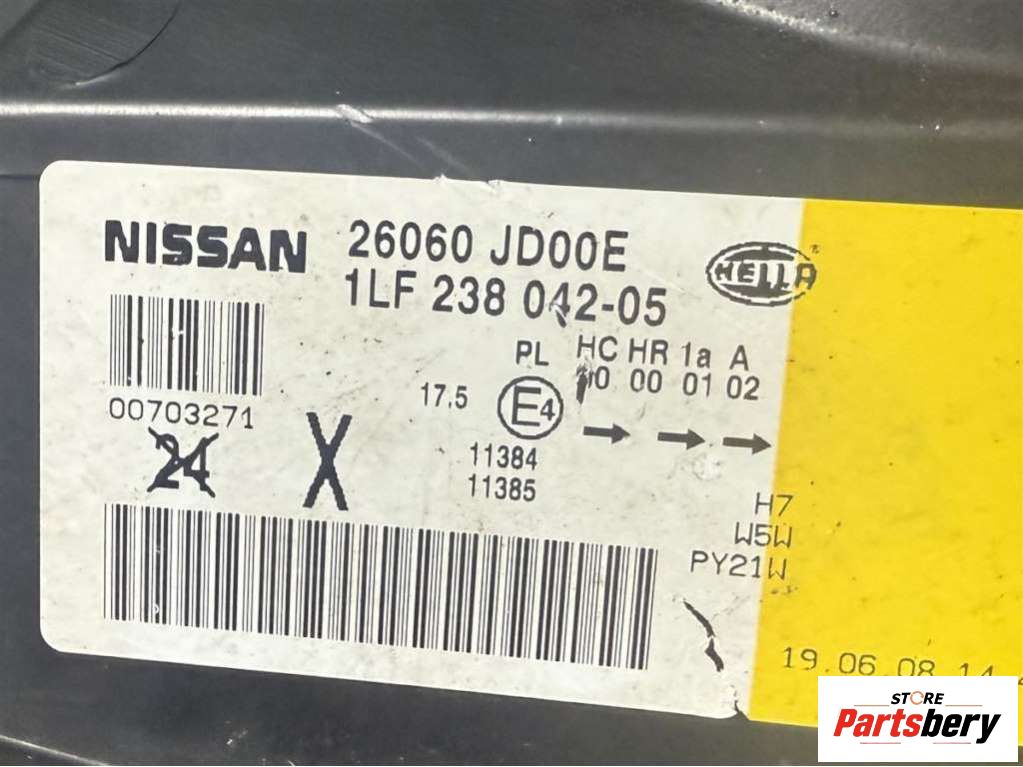 NISSAN 26060 JD00E
1LF 238 042-05
HELLA
PL HC HR 1a A
00 00 01 02
17,5 E4
00703271
24 X
11384
11385
H7
W5W
PY21W
19.06.08 14
STORE
Partsbery